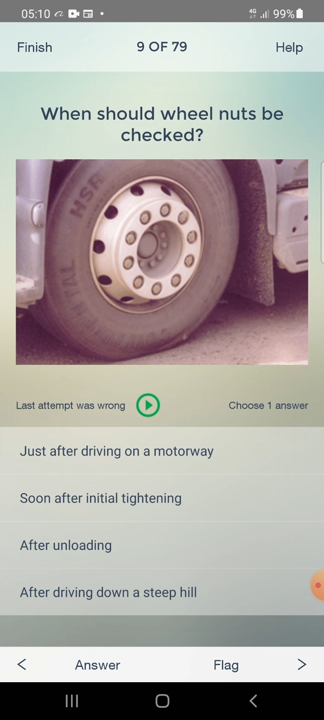 05:10
4G
99%
Finish
9 OF 79
Help
When should wheel nuts be
checked?
HSR
Last attempt was wrong
Choose 1 answer
Just after driving on a motorway
Soon after initial tightening
After unloading
After driving down a steep hill
Answer
Flag